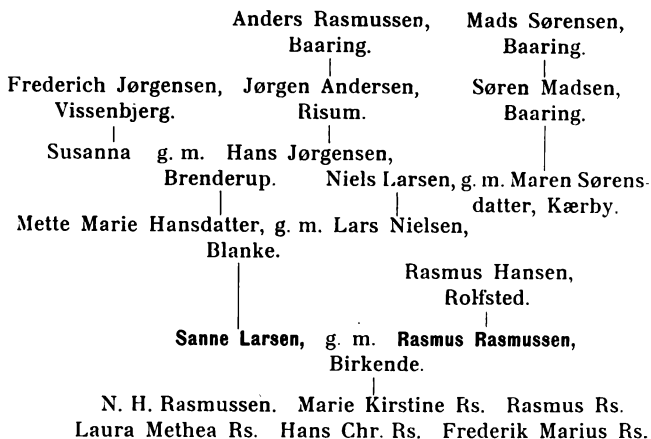 Anders Rasmussen, Mads Sørensen,
Baaring. Baaring.
Frederich Jørgensen, Jørgen Andersen, Søren Madsen,
Vissenbjerg. Risum. Baaring.
Susanna g. m. Hans Jørgensen,
Brenderup. Niels Larsen, g. m. Maren Sørens-
datter, Kærby.
Mette Marie Hansdatter, g. m. Lars Nielsen,
Blanke.
Rasmus Hansen,
Rolfsted.
Sanne Larsen, g. m. Rasmus Rasmussen,
Birkende.
N. H. Rasmussen. Marie Kirstine Rs. Rasmus Rs.
Laura Methea Rs. Hans Chr. Rs. Frederik Marius Rs.